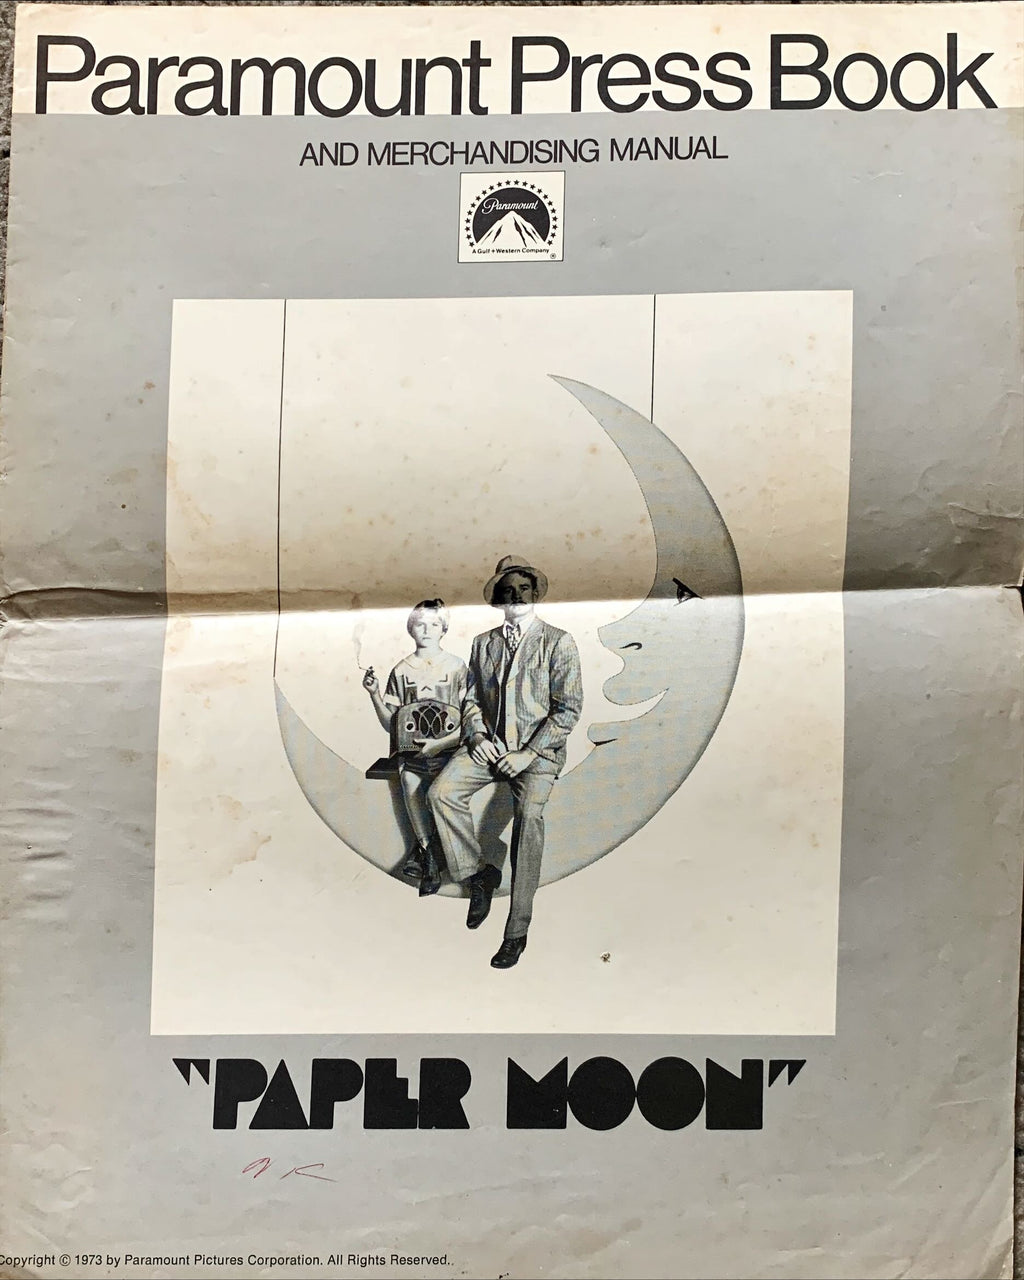 Paramount Press Book
AND MERCHANDISING MANUAL
Paramount
A Gulf + Western Company
®
"PAPER MOON"
Copyright © 1973 by Paramount Pictures Corporation. All Rights Reserved..